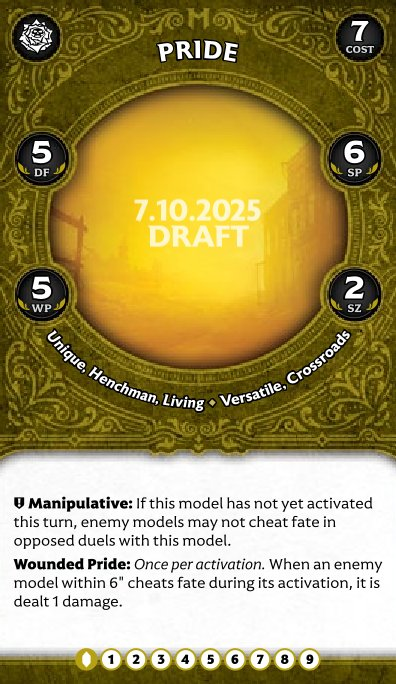 PRIDE
7
COST
5
DF
6
SP
7.10.2025
DRAFT
5
WP
2
SZ
Unique, Henchman, Living ⬥ Versatile, Crossroads
Manipulative: If this model has not yet activated
this turn, enemy models may not cheat fate in
opposed duels with this model.
Wounded Pride: Once per activation. When an enemy
model within 6" cheats fate during its activation, it is
dealt 1 damage.
1 2 3 4 5 6 7 8 9